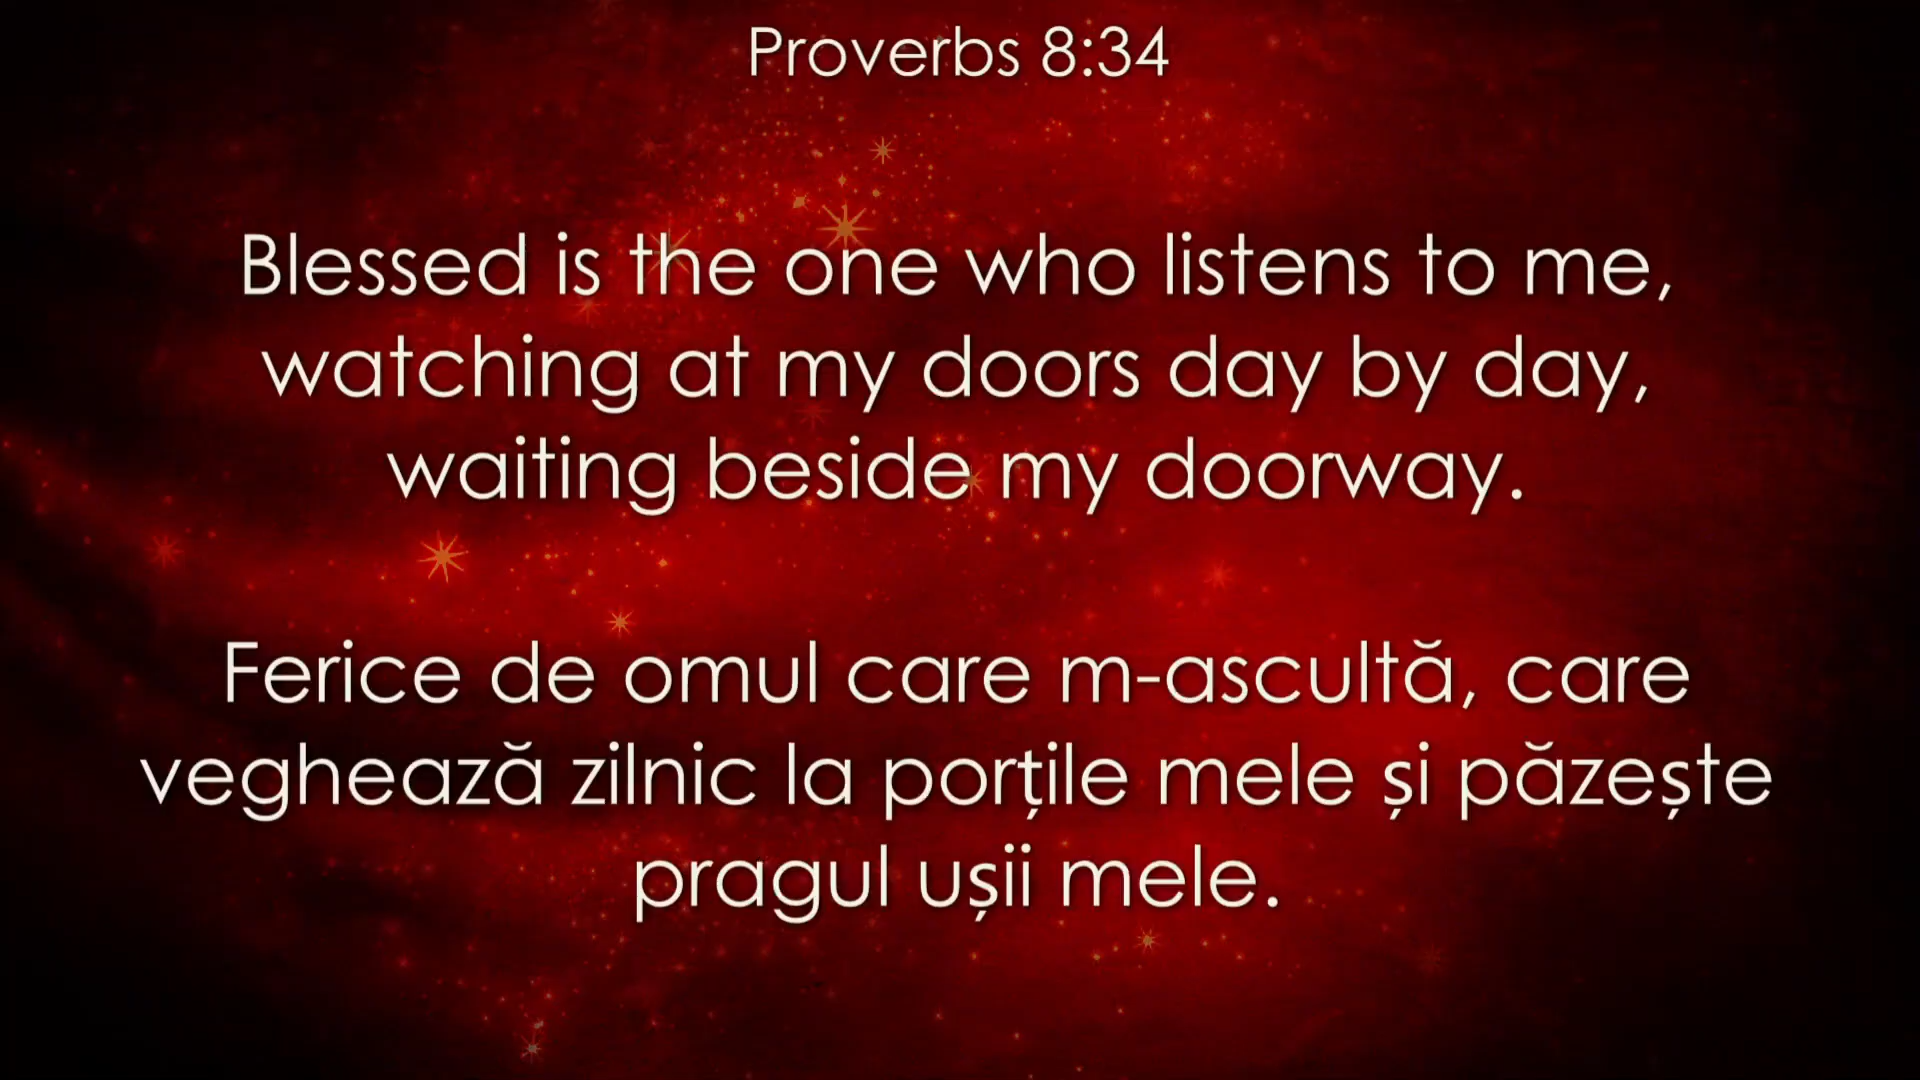 Proverbs 8:34
Blessed is the one who listens to me,
watching at my doors day by day,
waiting beside my doorway.
Ferice de omul care m-ascultă, care
veghează zilnic la porțile mele și păzește
pragul ușii mele.